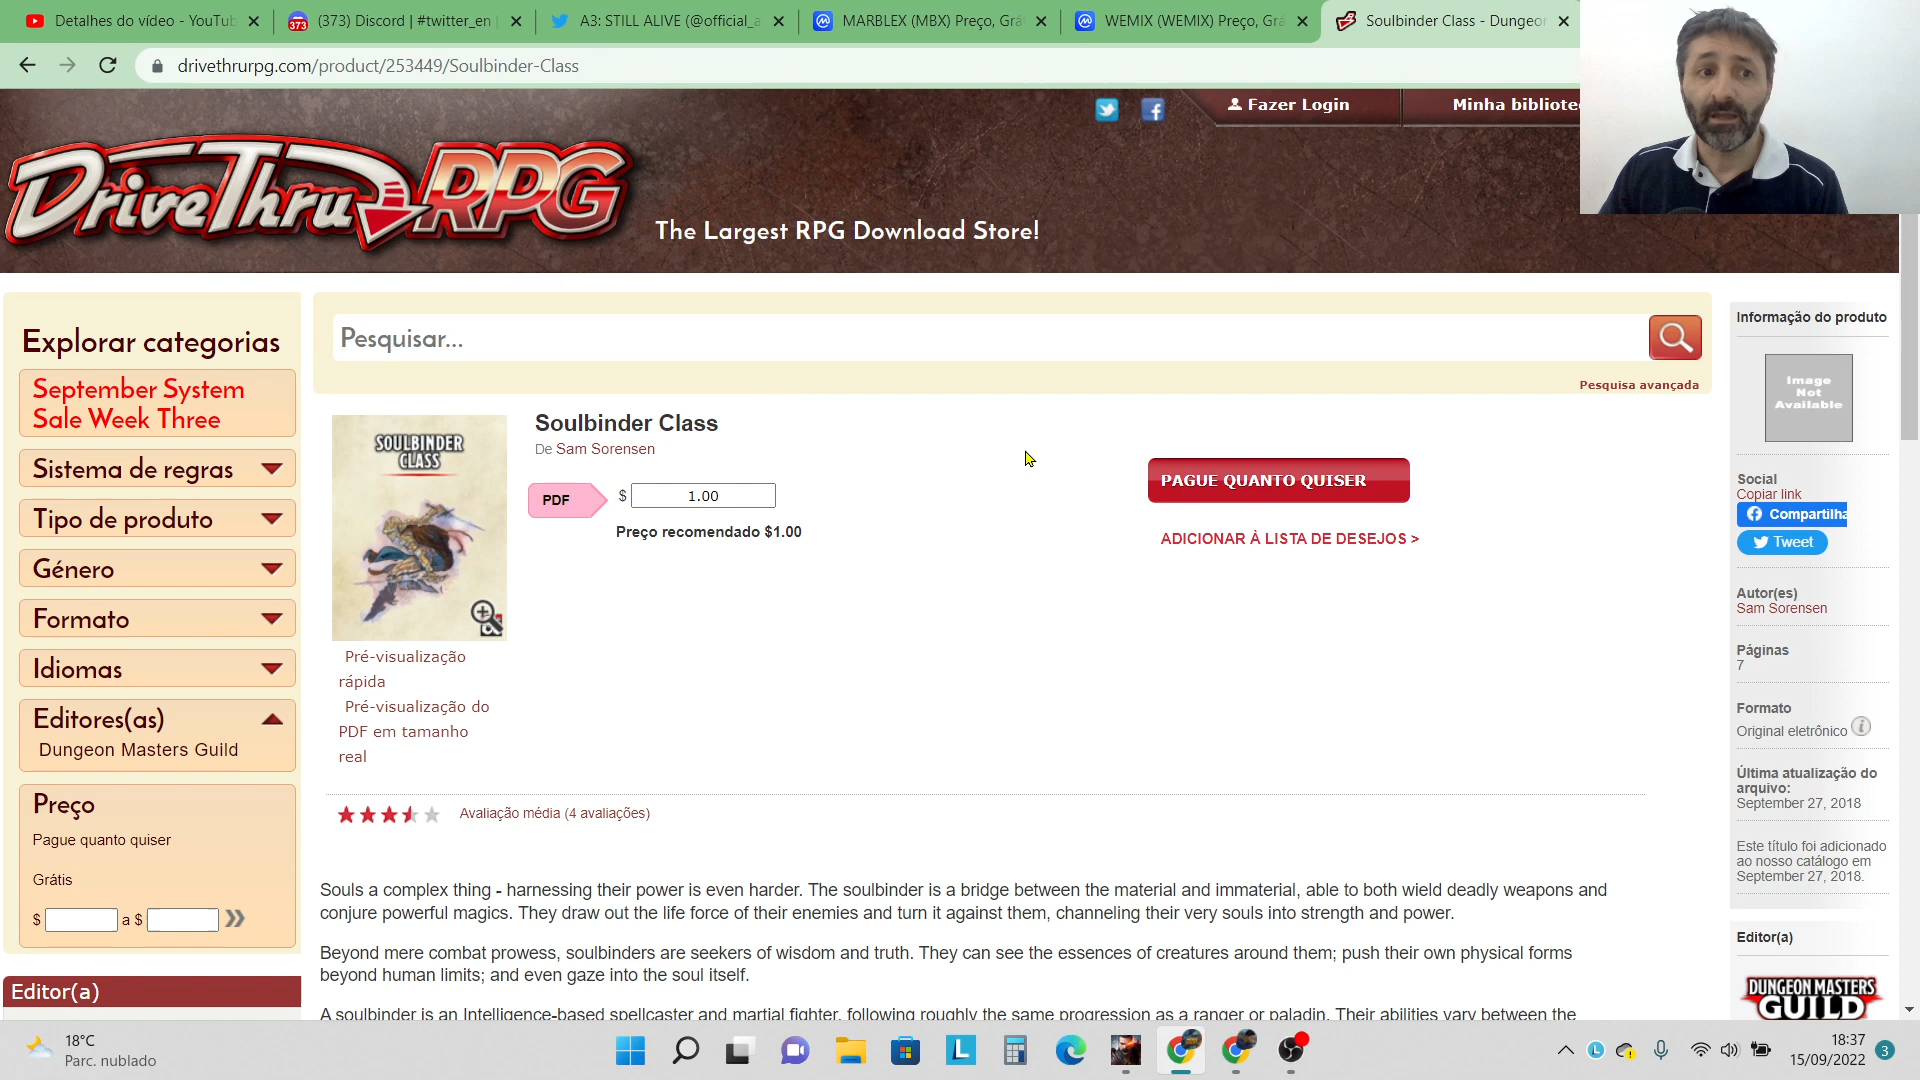 Detalhes do vídeo - YouTub
(373) Discord | #twitter_en
A3: STILL ALIVE (@official_a
MARBLEX (MBX) Preço, Grá
WEMIX (WEMIX) Preço, Grá
Soulbinder Class - Dungeon
drivethrurpg.com/product/253449/Soulbinder-Class
Fazer Login
Minha bibliotec
DriveThruRPG
The Largest RPG Download Store!
Explorar categorias
September System
Sale Week Three
Sistema de regras
Tipo de produto
Género
Formato
Idiomas
Editores(as)
Dungeon Masters Guild
Preço
Pague quanto quiser
Grátis
$ a $
Editor(a)
Pesquisar...
Pesquisa avançada
SOULBINDER
CLASS
Soulbinder Class
De Sam Sorensen
PDF
$ 1.00
Preço recomendado $1.00
PAGUE QUANTO QUISER
ADICIONAR À LISTA DE DESEJOS >
Pré-visualização
rápida
Pré-visualização do
PDF em tamanho
real
Avaliação média (4 avaliações)
Souls a complex thing - harnessing their power is even harder. The soulbinder is a bridge between the material and immaterial, able to both wield deadly weapons and
conjure powerful magics. They draw out the life force of their enemies and turn it against them, channeling their very souls into strength and power.
Beyond mere combat prowess, soulbinders are seekers of wisdom and truth. They can see the essences of creatures around them; push their own physical forms
beyond human limits; and even gaze into the soul itself.
A soulbinder is an Intelligence-based spellcaster and martial fighter, following roughly the same progression as a ranger or paladin. Their abilities vary between the
Informação do produto
Image
Not
Available
Social
Copiar link
Compartilha
Tweet
Autor(es)
Sam Sorensen
Páginas
7
Formato
Original eletrônico
Última atualização do
arquivo:
September 27, 2018
Este título foi adicionado
ao nosso catálogo em
September 27, 2018.
Editor(a)
DUNGEON MASTERS
GUILD
18°C
Parc. nublado
18:37
15/09/2022
3